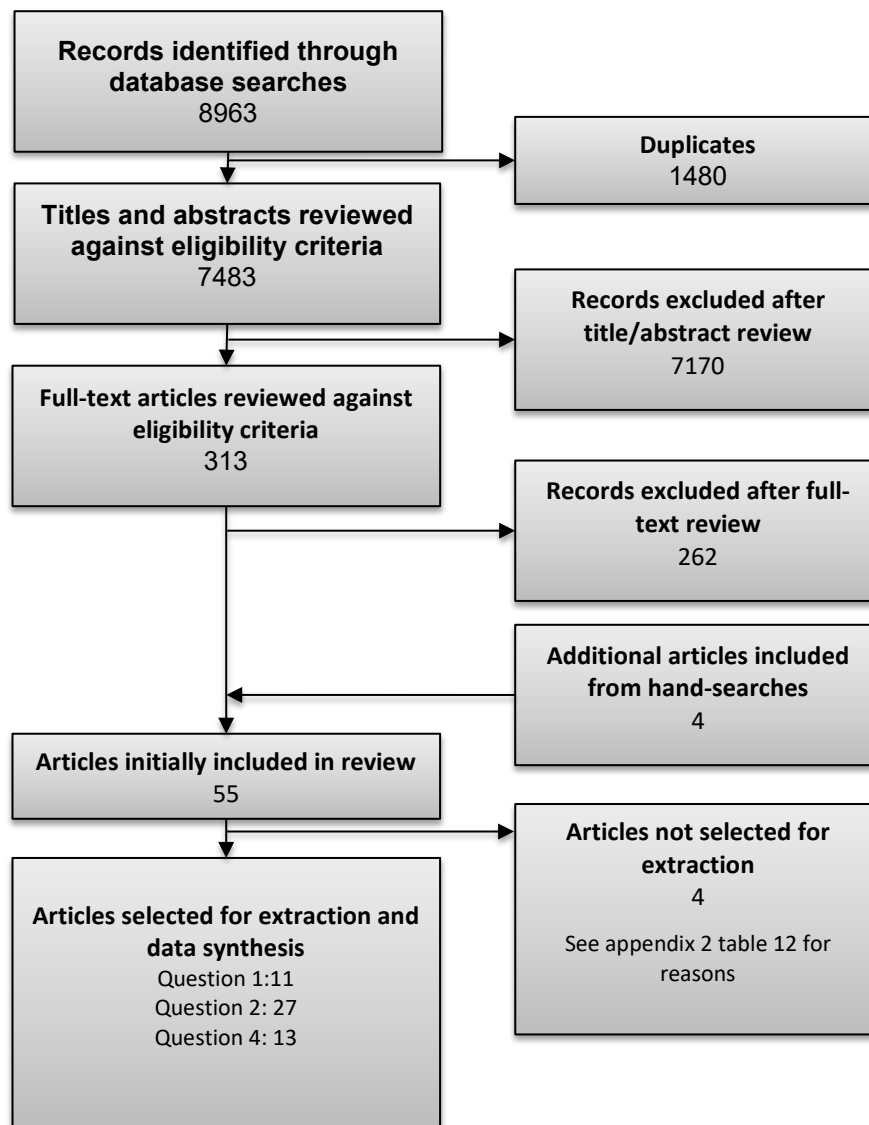 Records identified through
database searches
8963
Duplicates
1480
Titles and abstracts reviewed
against eligibility criteria
7483
Records excluded after
title/abstract review
7170
Full-text articles reviewed against
eligibility criteria
313
Records excluded after full-
text review
262
Additional articles included
from hand-searches
4
Articles initially included in review
55
Articles not selected for
extraction
4
See appendix 2 table 12 for
reasons
Articles selected for extraction and
data synthesis
Question 1:11
Question 2: 27
Question 4: 13